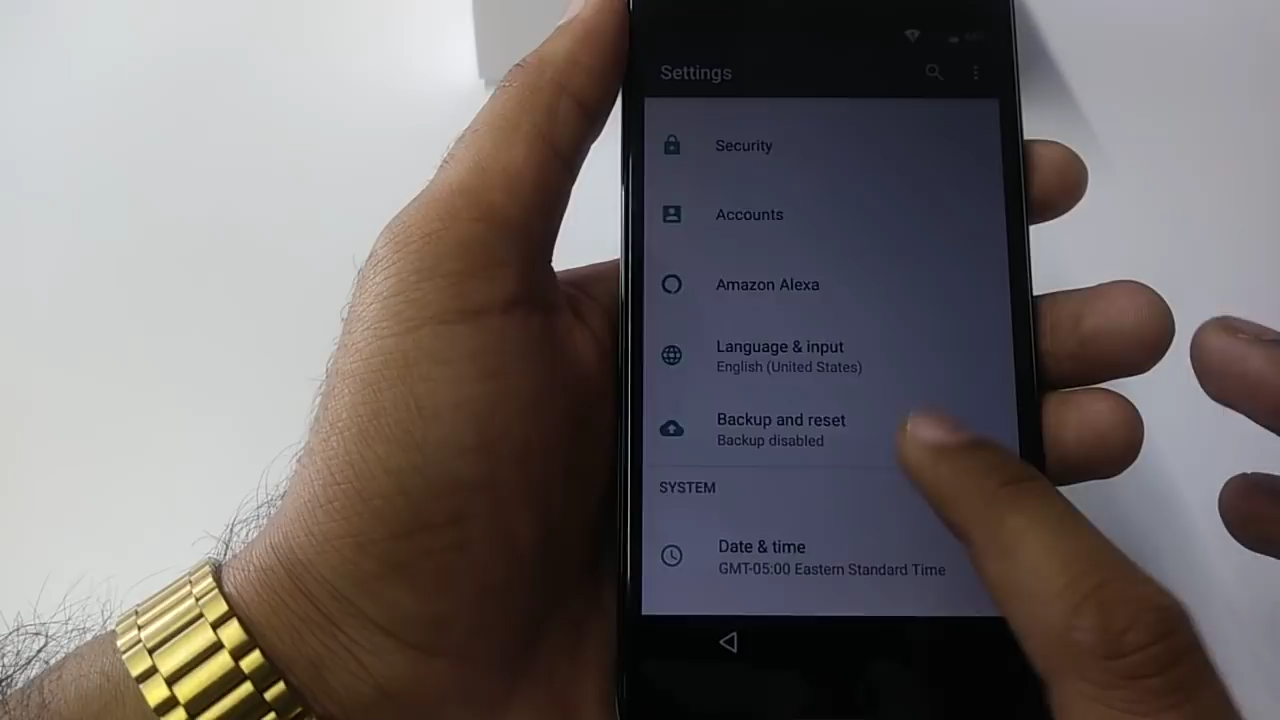 Settings
Security
Accounts
Amazon Alexa
Language & input
English (United States)
Backup and reset
Backup disabled
SYSTEM
Date & time
GMT-05:00 Eastern Standard Time